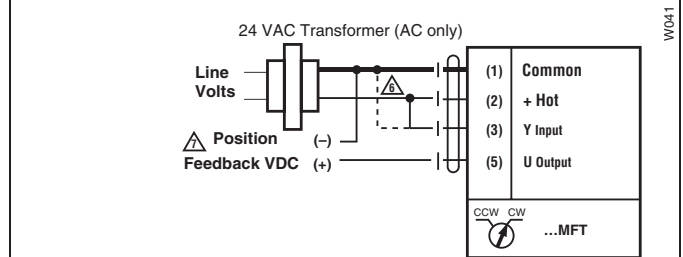 24 VAC Transformer (AC only)
W041
Line
Volts
(1) Common
6
(2) + Hot
(3) Y Input
7 Position (–)
Feedback VDC (+)
(5) U Output
CCW CW
...MFT